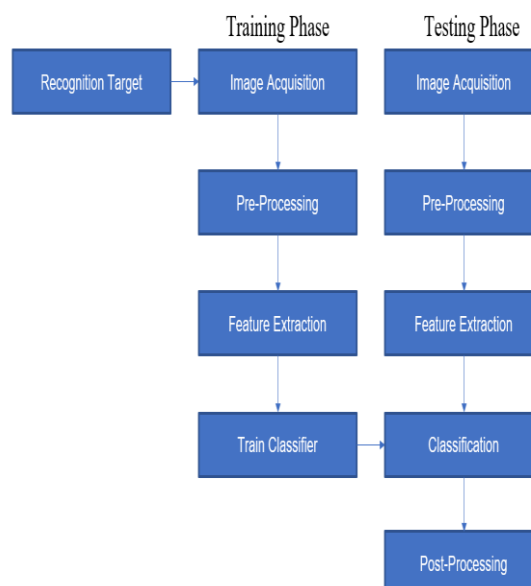 Training Phase
Testing Phase
Recognition Target
Image Acquisition
Image Acquisition
Pre-Processing
Pre-Processing
Feature Extraction
Feature Extraction
Train Classifier
Classification
Post-Processing